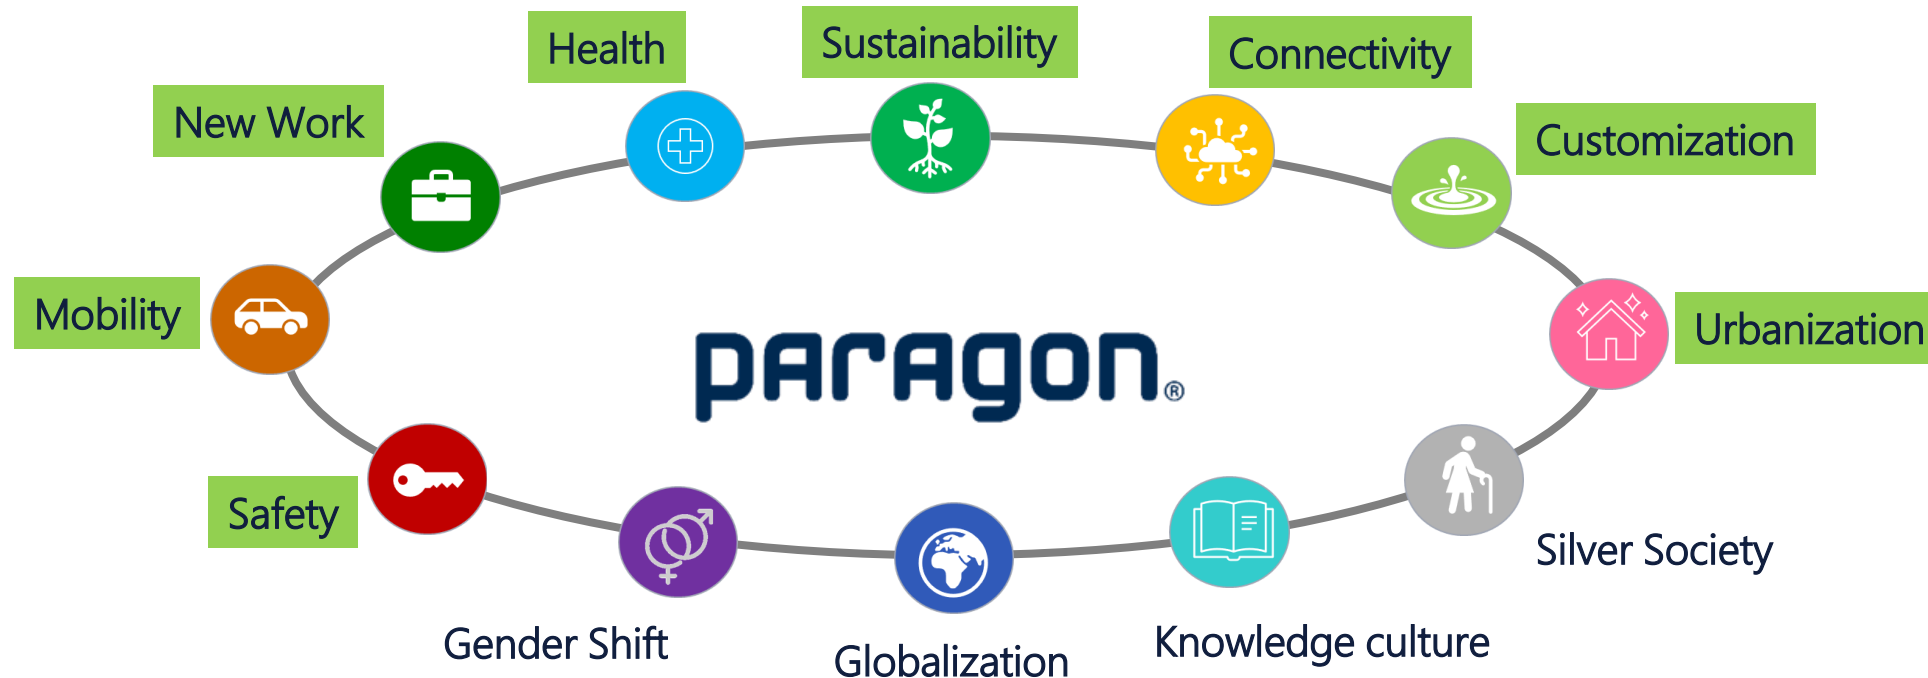 Health
Sustainability
Connectivity
New Work
Customization
Mobility
Urbanization
paragon®
Safety
Silver Society
Gender Shift
Globalization
Knowledge culture